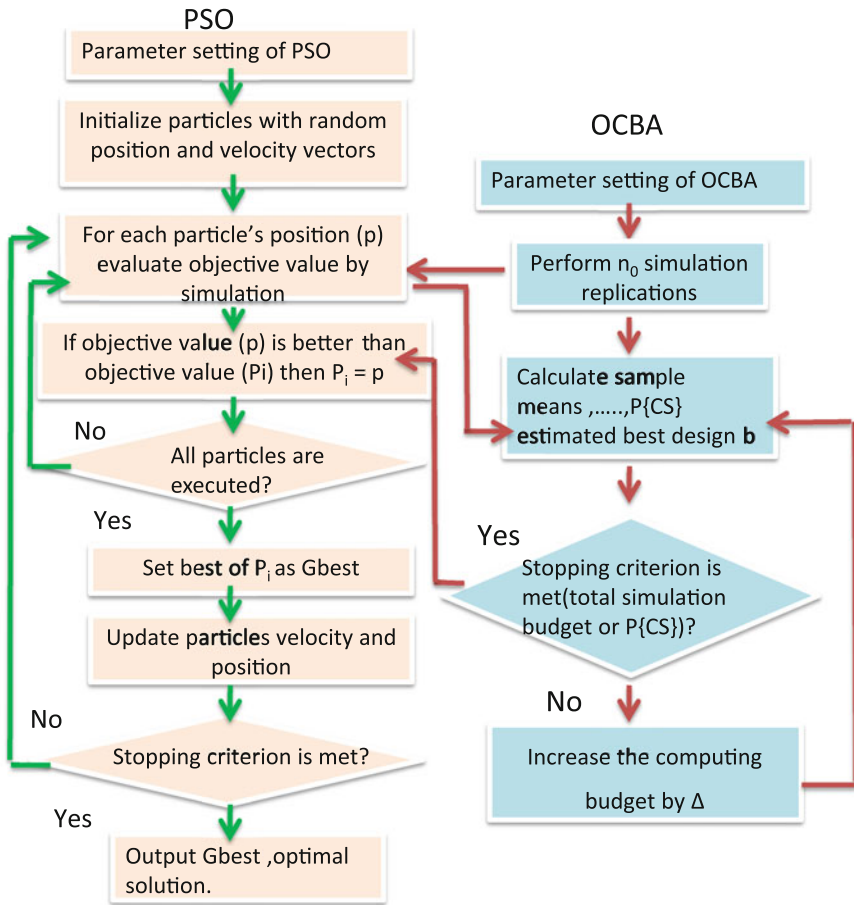 PSO
Parameter setting of PSO
Initialize particles with random
position and velocity vectors
For each particle's position (p)
evaluate objective value by
simulation
If objective value (p) is better than
objective value (Pi) then Pᵢ = p
No
All particles are
executed?
Yes
Set best of Pᵢ as Gbest
Update particles velocity and
position
No
Stopping criterion is met?
Yes
Output Gbest ,optimal
solution.
OCBA
Parameter setting of OCBA
Perform n₀ simulation
replications
Calculate sample
means ,.....,P{CS}
estimated best design b
Yes
Stopping criterion is
met(total simulation
budget or P{CS})?
No
Increase the computing
budget by Δ